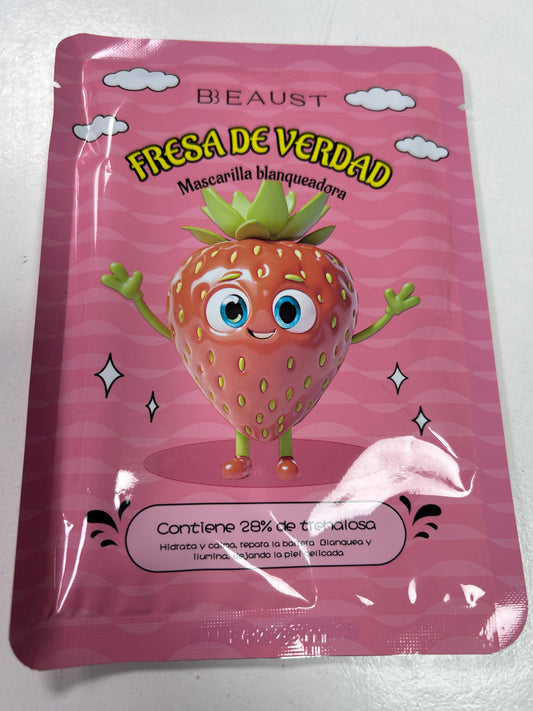 BEAUST
FRESA DE VERDAD
Mascarilla blanqueadora
Contiene 28% de trehalosa
Hidrata y calma, repara la barrera. Blanquea y
ilumina, dejando la piel delicada